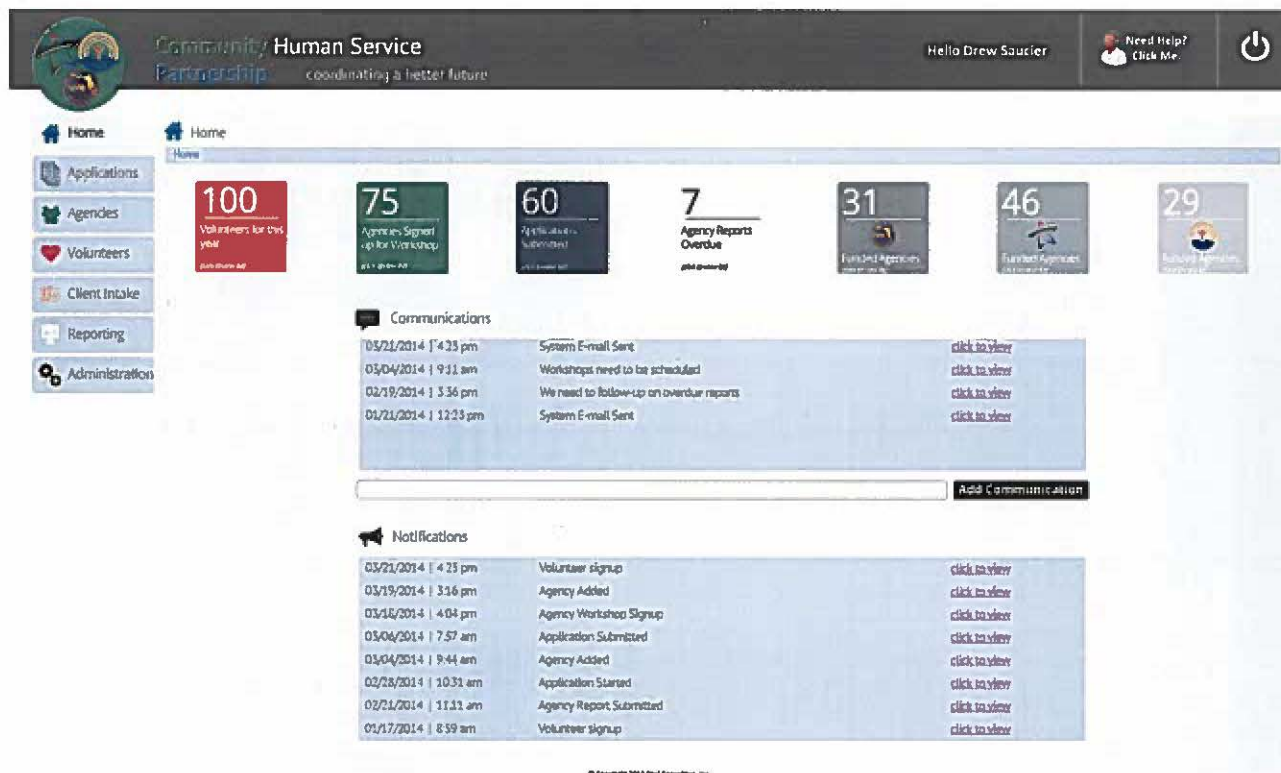 Community Human Service
Partnership coordinating a better future
Hello Drew Saucier
Need Help?
Click Me.
Home
Applications
Agencies
Volunteers
Client Intake
Reporting
Administration
Home
Home
100
Volunteers for this
year
75
Agencies Signed
up for Workshop
60
Applications
Submitted
7
Agency Reports
Overdue
31
Funded Agencies
46
Funded Agencies
29
Funded Agencies
Communications
03/21/2014 | 4:23 pm System E-mail Sent click to view
03/04/2014 | 9:11 am Workshops need to be scheduled click to view
02/19/2014 | 3:36 pm We need to follow-up on overdue reports click to view
01/21/2014 | 12:23 pm System E-mail Sent click to view
Add Communication
Notifications
03/21/2014 | 4:23 pm Volunteer signup click to view
03/19/2014 | 3:16 pm Agency Added click to view
03/18/2014 | 4:04 pm Agency Workshop Signup click to view
03/06/2014 | 7:57 am Application Submitted click to view
03/04/2014 | 9:44 am Agency Added click to view
02/28/2014 | 10:31 am Application Started click to view
02/21/2014 | 11:11 am Agency Report Submitted click to view
01/17/2014 | 8:59 am Volunteer signup click to view